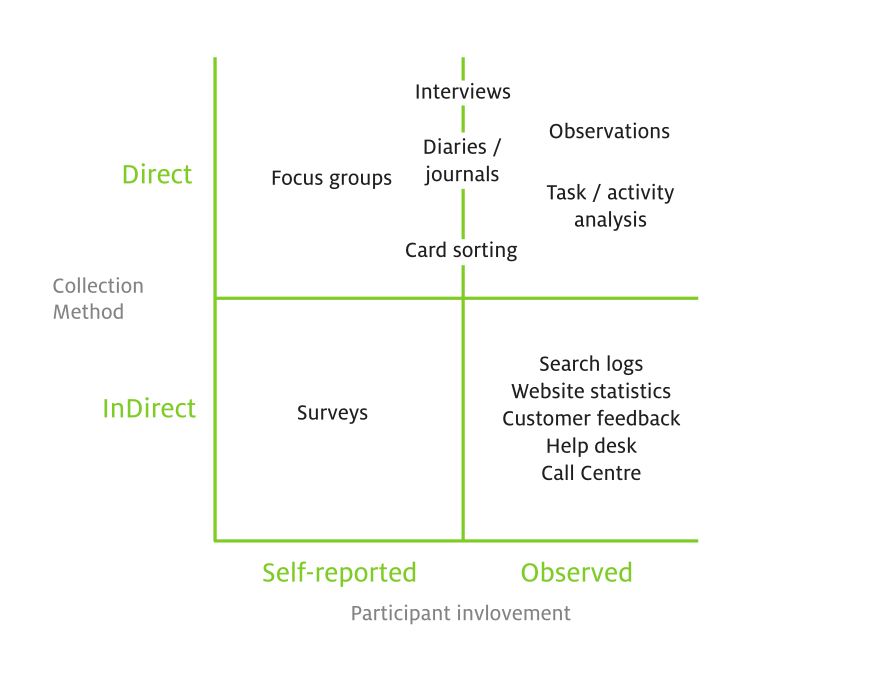 Interviews
Observations
Diaries /
journals
Direct
Focus groups
Task / activity
analysis
Card sorting
Collection
Method
Search logs
Website statistics
Customer feedback
Help desk
Call Centre
InDirect
Surveys
Self-reported
Observed
Participant invlovement